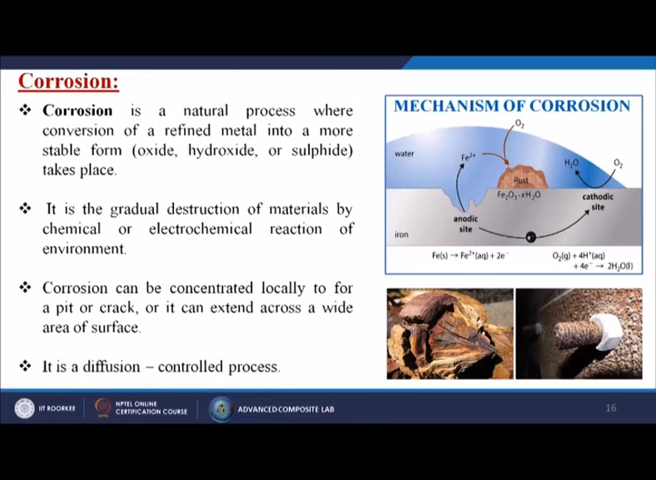 Corrosion:
❖ Corrosion is a natural process where
conversion of a refined metal into a more
stable form (oxide, hydroxide, or sulphide)
takes place.
❖ It is the gradual destruction of materials by
chemical or electrochemical reaction of
environment.
❖ Corrosion can be concentrated locally to for
a pit or crack, or it can extend across a wide
area of surface.
❖ It is a diffusion – controlled process.
MECHANISM OF CORROSION
O₂
water
Fe²⁺
H₂O
O₂
Rust
Fe₂O₃·xH₂O
cathodic
site
anodic
site
iron
e⁻
Fe(s) → Fe²⁺(aq) + 2e⁻
O₂(g) + 4H⁺(aq)
+ 4e⁻ → 2H₂O(l)
IIT ROORKEE
NPTEL ONLINE
CERTIFICATION COURSE
ADVANCED COMPOSITE LAB
16